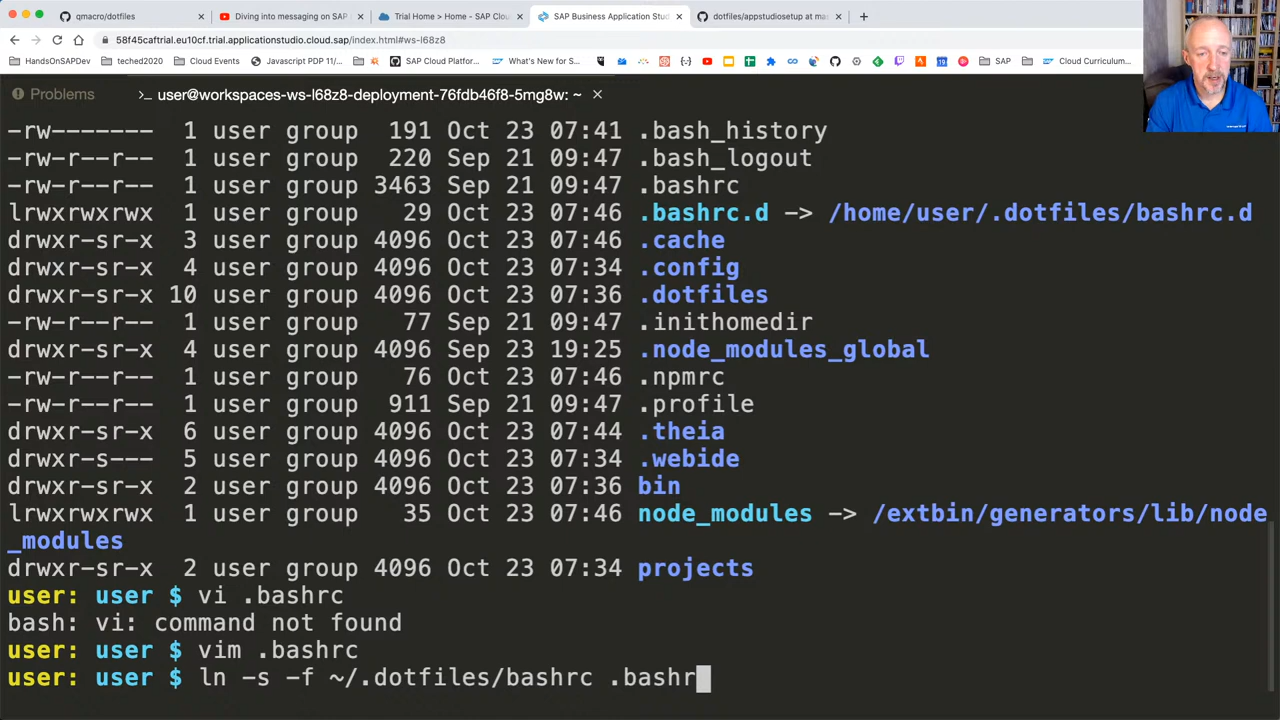 qmacro/dotfiles
Diving into messaging on SAP
Trial Home > Home - SAP Clou
SAP Business Application Stud
dotfiles/appstudiosetup at ma
58f45caftrial.eu10cf.trial.applicationstudio.cloud.sap/index.html#ws-l68z8
HandsOnSAPDev
teched2020
Cloud Events
Javascript PDP 11/...
SAP Cloud Platfor...
What's New for S...
SAP
Cloud Curriculum...
Problems
>_ user@workspaces-ws-l68z8-deployment-76fdb46f8-5mg8w: ~
-rw------- 1 user group 191 Oct 23 07:41 .bash_history
-rw-r--r-- 1 user group 220 Sep 21 09:47 .bash_logout
-rw-r--r-- 1 user group 3463 Sep 21 09:47 .bashrc
lrwxrwxrwx 1 user group 29 Oct 23 07:46 .bashrc.d -> /home/user/.dotfiles/bashrc.d
drwxr-sr-x 3 user group 4096 Oct 23 07:46 .cache
drwxr-sr-x 4 user group 4096 Oct 23 07:34 .config
drwxr-sr-x 10 user group 4096 Oct 23 07:36 .dotfiles
-rw-r--r-- 1 user group 77 Sep 21 09:47 .inithomedir
drwxr-sr-x 4 user group 4096 Sep 23 19:25 .node_modules_global
-rw-r--r-- 1 user group 76 Oct 23 07:46 .npmrc
-rw-r--r-- 1 user group 911 Sep 21 09:47 .profile
drwxr-sr-x 6 user group 4096 Oct 23 07:44 .theia
drwxr-s--- 5 user group 4096 Oct 23 07:34 .webide
drwxr-sr-x 2 user group 4096 Oct 23 07:36 bin
lrwxrwxrwx 1 user group 35 Oct 23 07:46 node_modules -> /extbin/generators/lib/node
_modules
drwxr-sr-x 2 user group 4096 Oct 23 07:34 projects
user: user $ vi .bashrc
bash: vi: command not found
user: user $ vim .bashrc
user: user $ ln -s -f ~/.dotfiles/bashrc .bashr